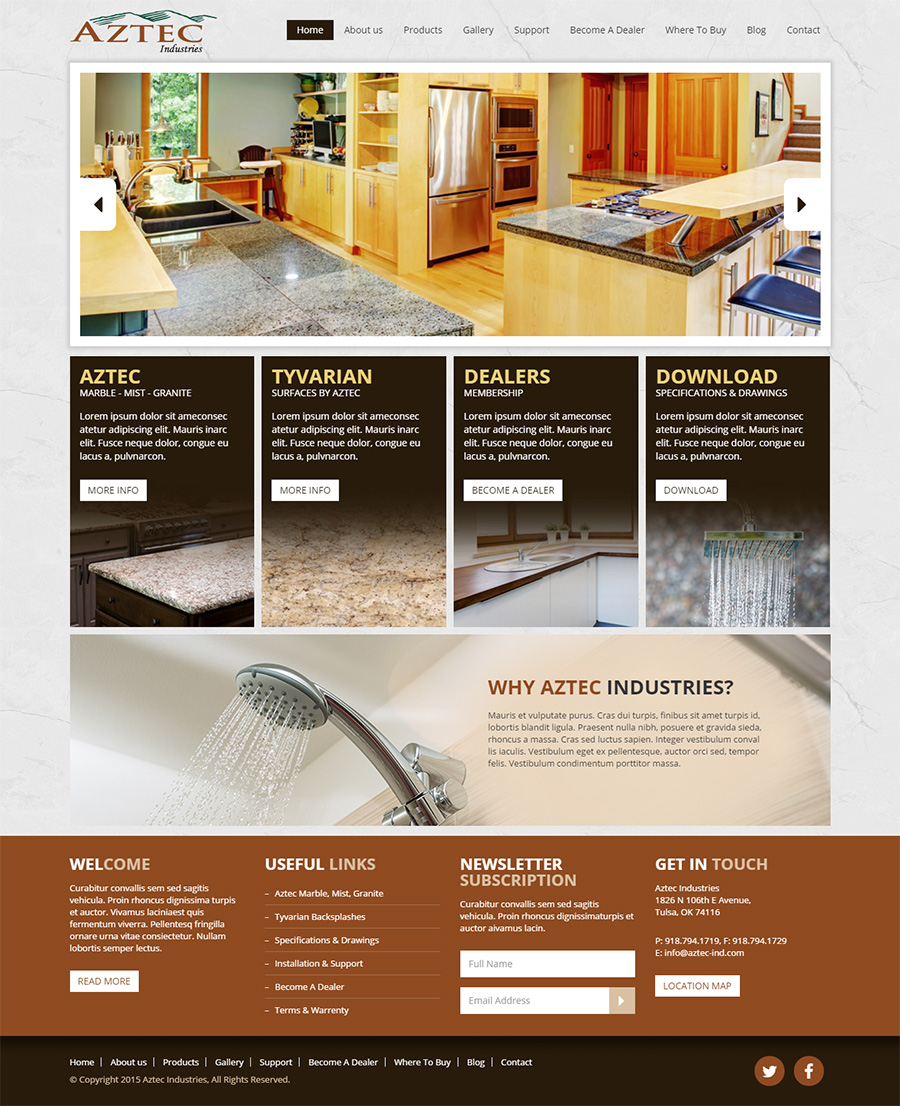 AZTEC
Industries
Home About us Products Gallery Support Become A Dealer Where To Buy Blog Contact
AZTEC
MARBLE - MIST - GRANITE
Lorem ipsum dolor sit ameconsec
atetur adipiscing elit. Mauris inarc
elit. Fusce neque dolor, congue eu
lacus a, pulvnarcon.
MORE INFO
TYVARIAN
SURFACES BY AZTEC
Lorem ipsum dolor sit ameconsec
atetur adipiscing elit. Mauris inarc
elit. Fusce neque dolor, congue eu
lacus a, pulvnarcon.
MORE INFO
DEALERS
MEMBERSHIP
Lorem ipsum dolor sit ameconsec
atetur adipiscing elit. Mauris inarc
elit. Fusce neque dolor, congue eu
lacus a, pulvnarcon.
BECOME A DEALER
DOWNLOAD
SPECIFICATIONS & DRAWINGS
Lorem ipsum dolor sit ameconsec
atetur adipiscing elit. Mauris inarc
elit. Fusce neque dolor, congue eu
lacus a, pulvnarcon.
DOWNLOAD
WHY AZTEC INDUSTRIES?
Mauris et vulputate purus. Cras dui turpis, finibus sit amet turpis id,
lobortis blandit ligula. Praesent nulla nibh, posuere et gravida sieda,
rhoncus a massa. Cras sed luctus sapien. Integer vestibulum conval
lis iaculis. Vestibulum eget ex pellentesque, auctor orci sed, tempor
felis. Vestibulum condimentum porttitor massa.
WELCOME
Curabitur convallis sem sed sagitis
vehicula. Proin rhoncus dignissima turpis
et auctor. Vivamus laciniaest quis
fermentum viverra. Pellentesq fringilla
ornare urna vitae consiectetur. Nullam
lobortis semper lectus.
READ MORE
USEFUL LINKS
– Aztec Marble, Mist, Granite
– Tyvarian Backsplashes
– Specifications & Drawings
– Installation & Support
– Become A Dealer
– Terms & Warrenty
NEWSLETTER
SUBSCRIPTION
Curabitur convallis sem sed sagitis
vehicula. Proin rhoncus dignissimaturpis et
auctor aivamus lacin.
Full Name
Email Address
GET IN TOUCH
Aztec Industries
1826 N 106th E Avenue,
Tulsa, OK 74116
P: 918.794.1719, F: 918.794.1729
E: info@aztec-ind.com
LOCATION MAP
Home | About us | Products | Gallery | Support | Become A Dealer | Where To Buy | Blog | Contact
© Copyright 2015 Aztec Industries, All Rights Reserved.